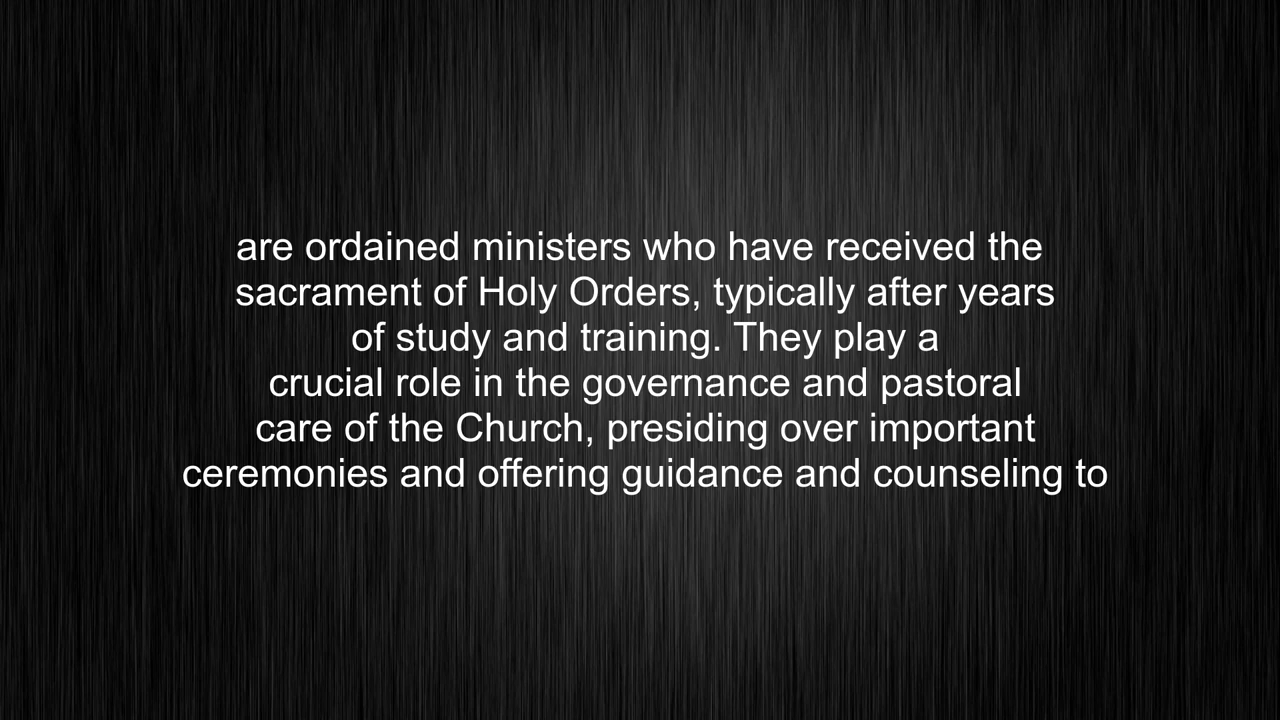 are ordained ministers who have received the
sacrament of Holy Orders, typically after years
of study and training. They play a
crucial role in the governance and pastoral
care of the Church, presiding over important
ceremonies and offering guidance and counseling to